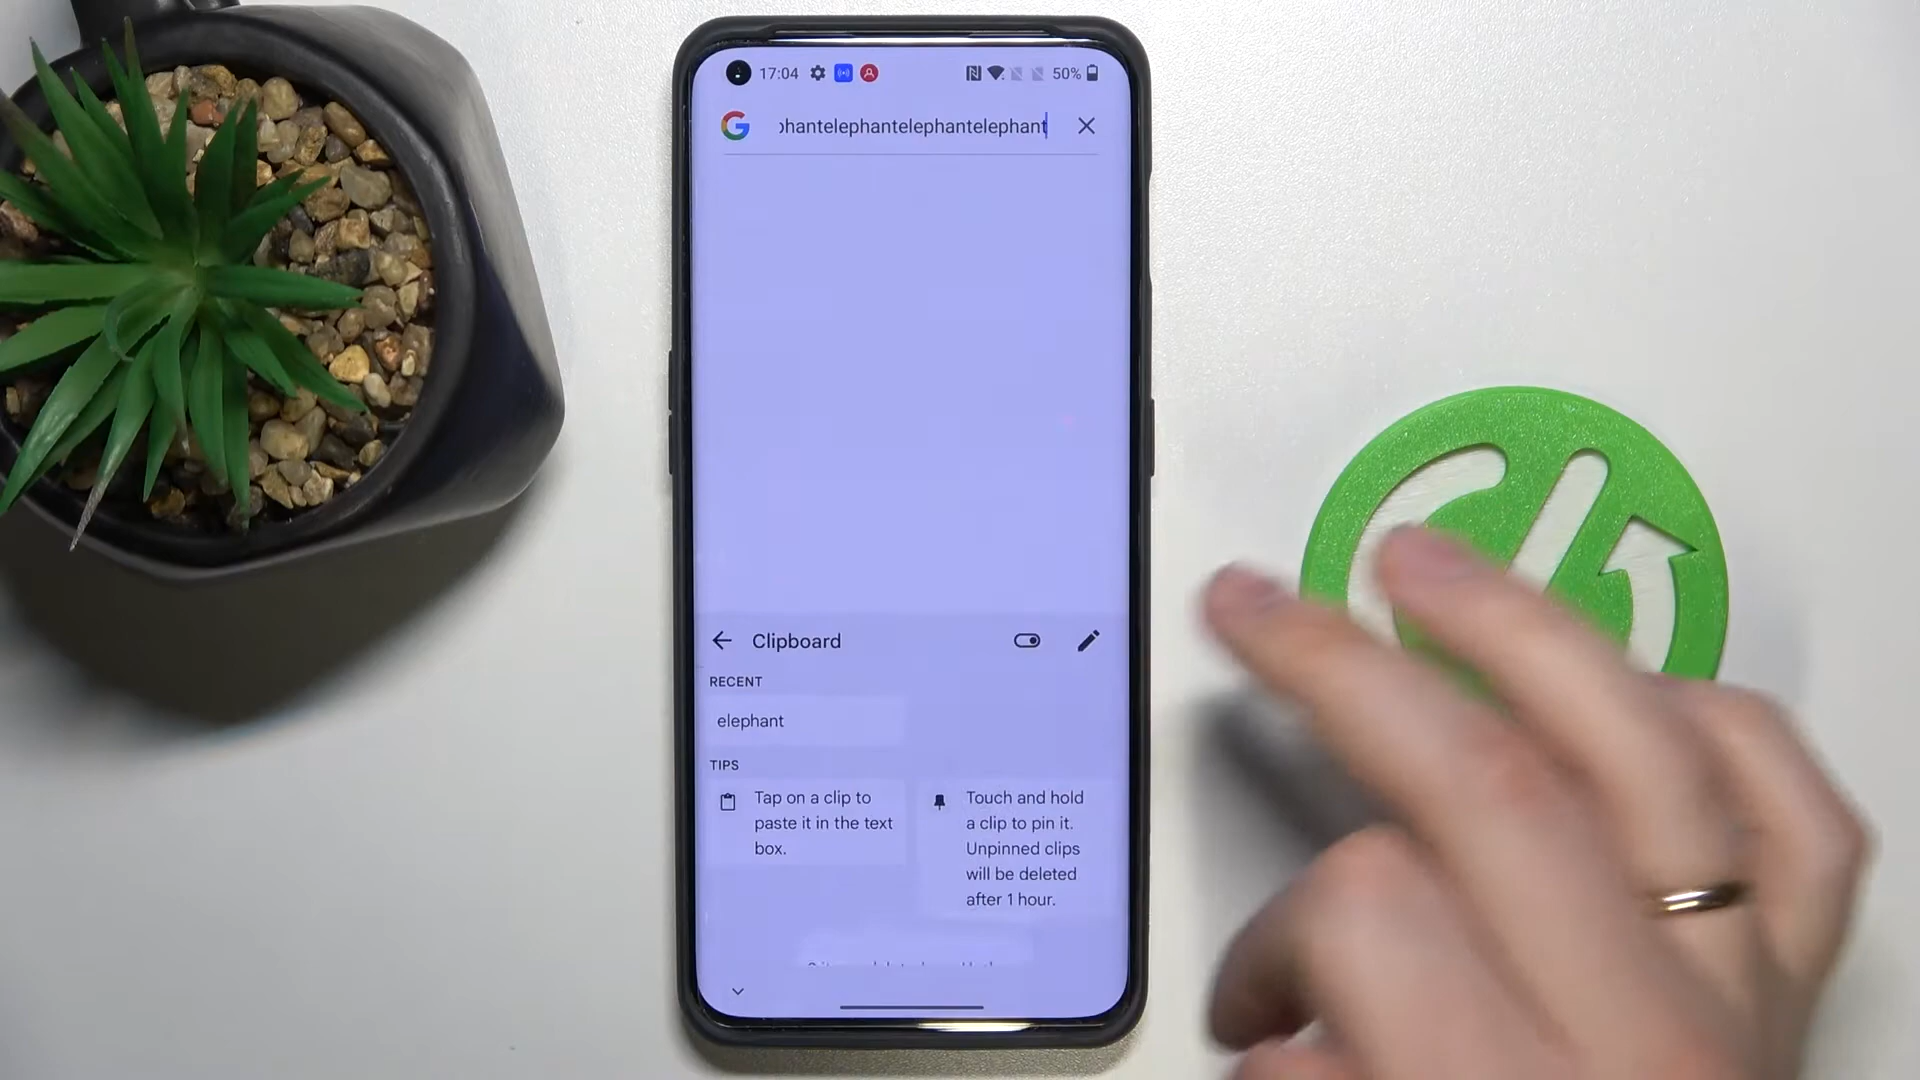 17:04 50%
phantelephantelephantelephant
Clipboard
RECENT
elephant
TIPS
Tap on a clip to
paste it in the text
box.
Touch and hold
a clip to pin it.
Unpinned clips
will be deleted
after 1 hour.